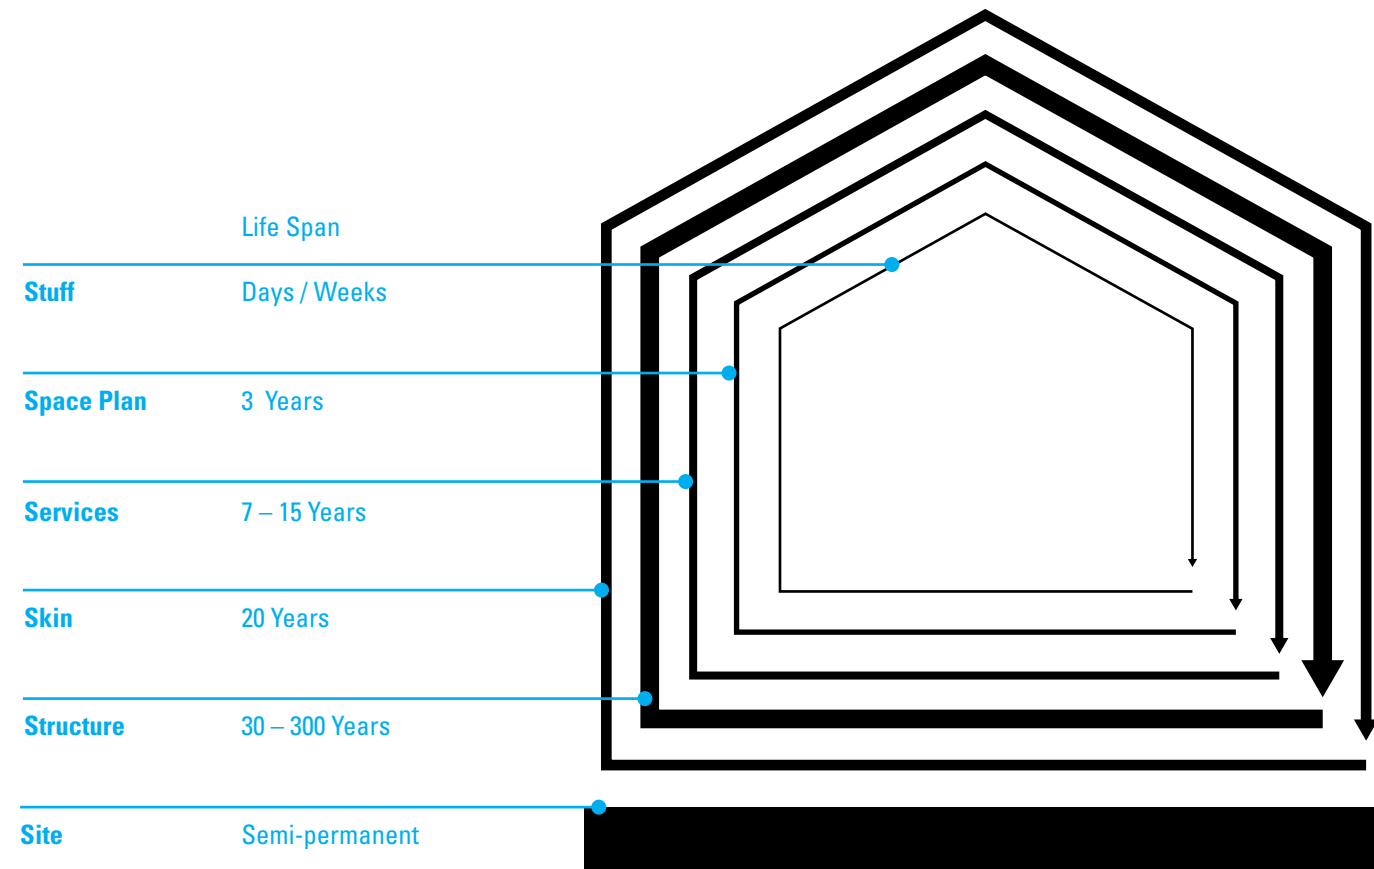 Life Span
Stuff Days / Weeks
Space Plan 3 Years
Services 7 – 15 Years
Skin 20 Years
Structure 30 – 300 Years
Site Semi-permanent